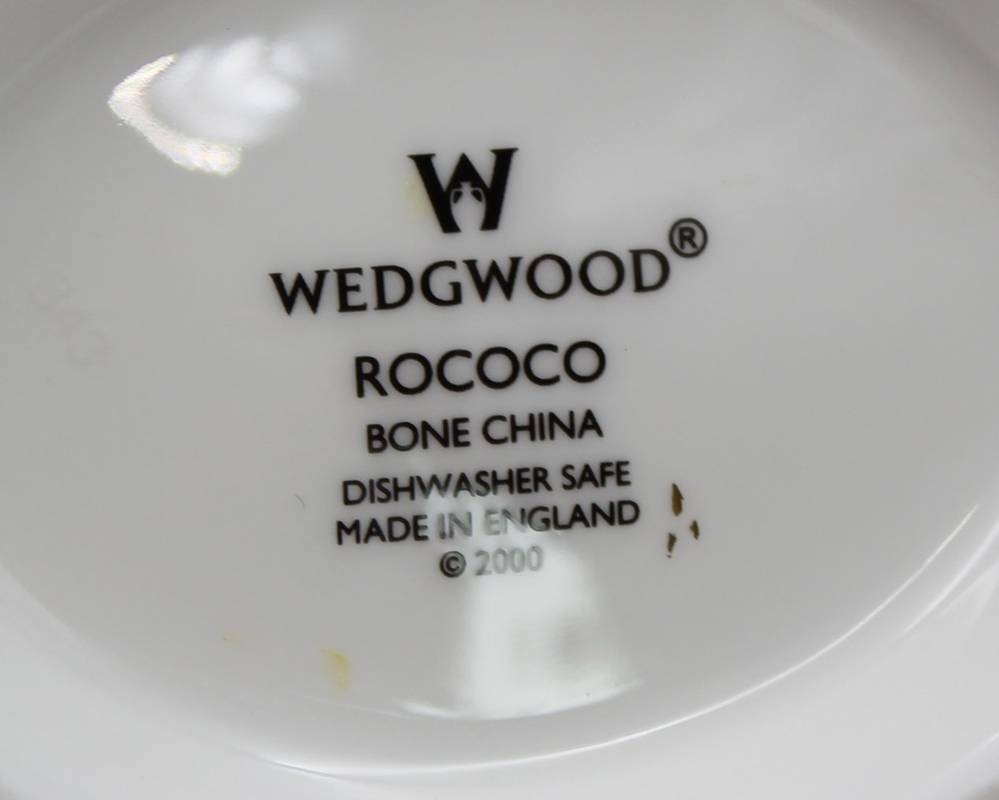 W
WEDGWOOD®
ROCOCO
BONE CHINA
DISHWASHER SAFE
MADE IN ENGLAND
© 2000